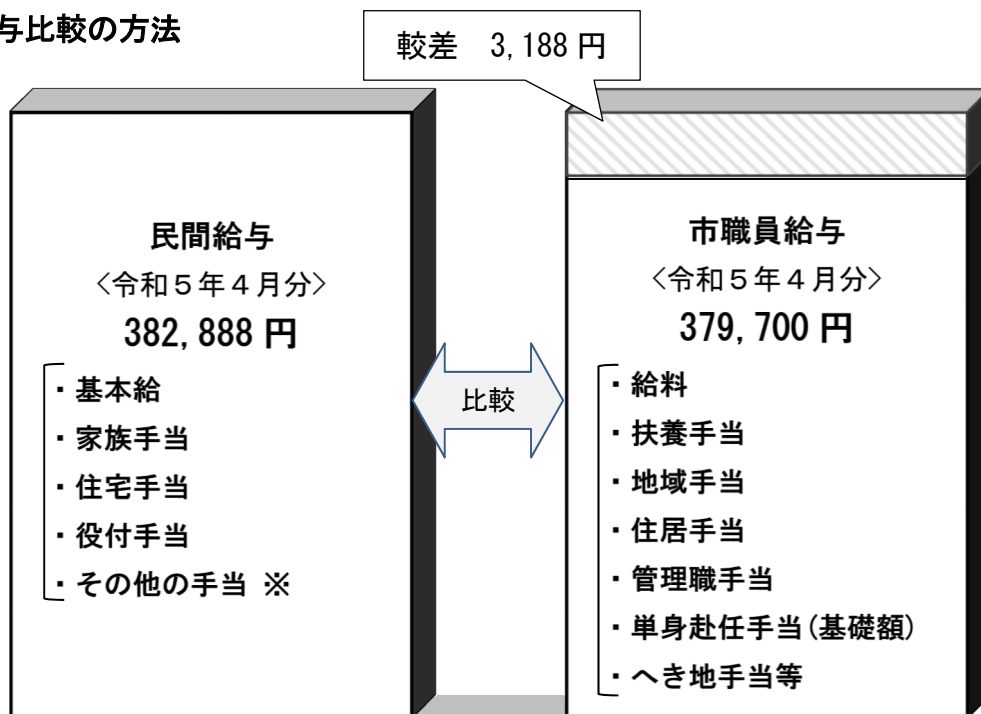 与比較の方法
較差　3,188 円
民間給与
〈令和５年４月分〉
382,888 円
・基本給
・家族手当
・住宅手当
・役付手当
・その他の手当 ※
比較
市職員給与
〈令和５年４月分〉
379,700 円
・給料
・扶養手当
・地域手当
・住居手当
・管理職手当
・単身赴任手当(基礎額)
・へき地手当等